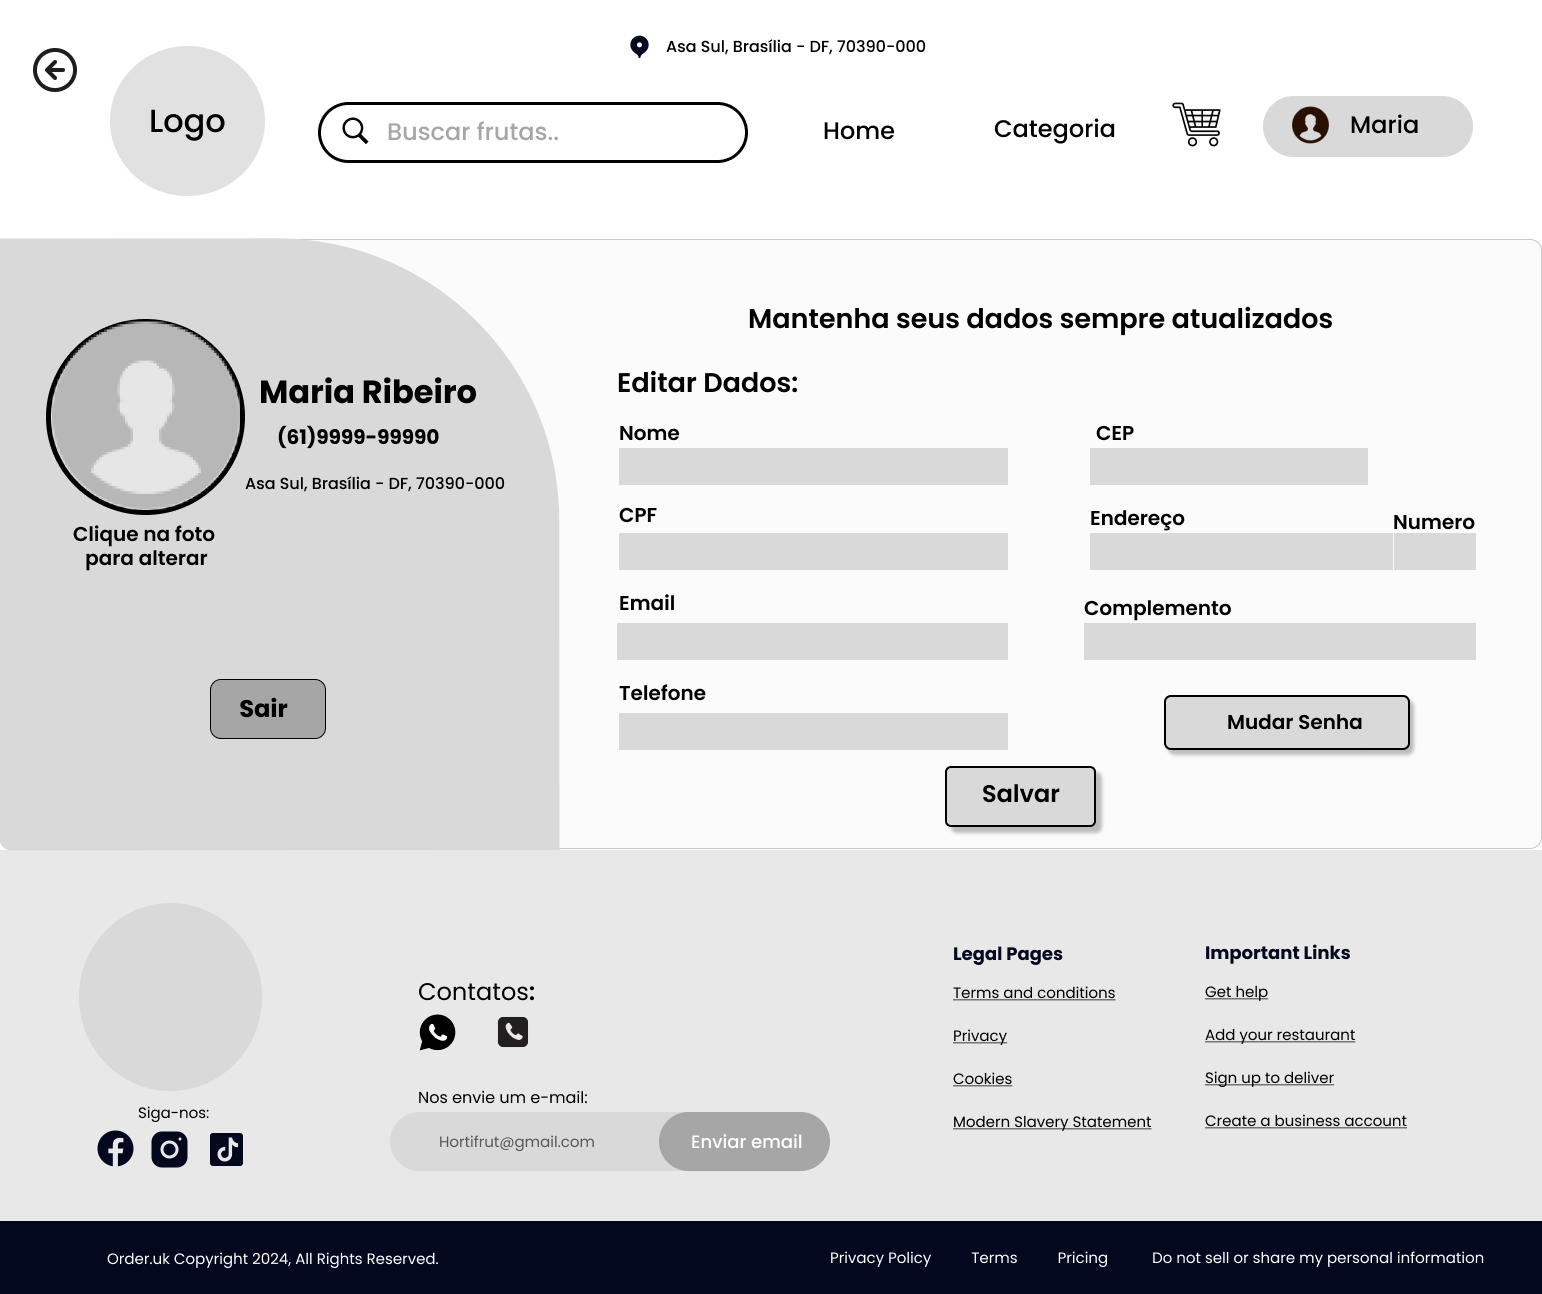 Asa Sul, Brasília - DF, 70390-000
Logo
Buscar frutas..
Home
Categoria
Maria
Mantenha seus dados sempre atualizados
Maria Ribeiro
(61)9999-99990
Asa Sul, Brasília - DF, 70390-000
Clique na foto
para alterar
Sair
Editar Dados:
Nome
CEP
CPF
Endereço
Numero
Email
Complemento
Telefone
Mudar Senha
Salvar
Siga-nos:
Contatos:
Nos envie um e-mail:
Hortifrut@gmail.com
Enviar email
Legal Pages
Terms and conditions
Privacy
Cookies
Modern Slavery Statement
Important Links
Get help
Add your restaurant
Sign up to deliver
Create a business account
Order.uk Copyright 2024, All Rights Reserved.
Privacy Policy
Terms
Pricing
Do not sell or share my personal information